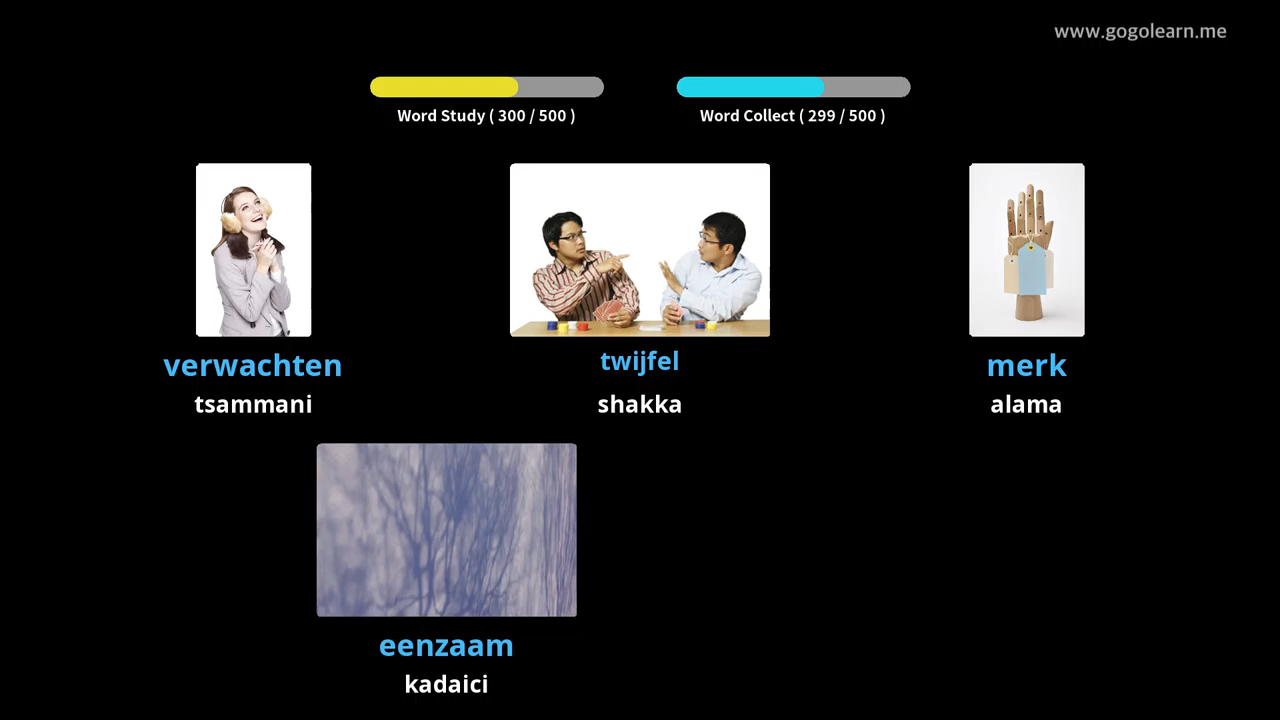 www.gogolearn.me
Word Study ( 300 / 500 )
Word Collect ( 299 / 500 )
verwachten
tsammani
twijfel
shakka
merk
alama
eenzaam
kadaici